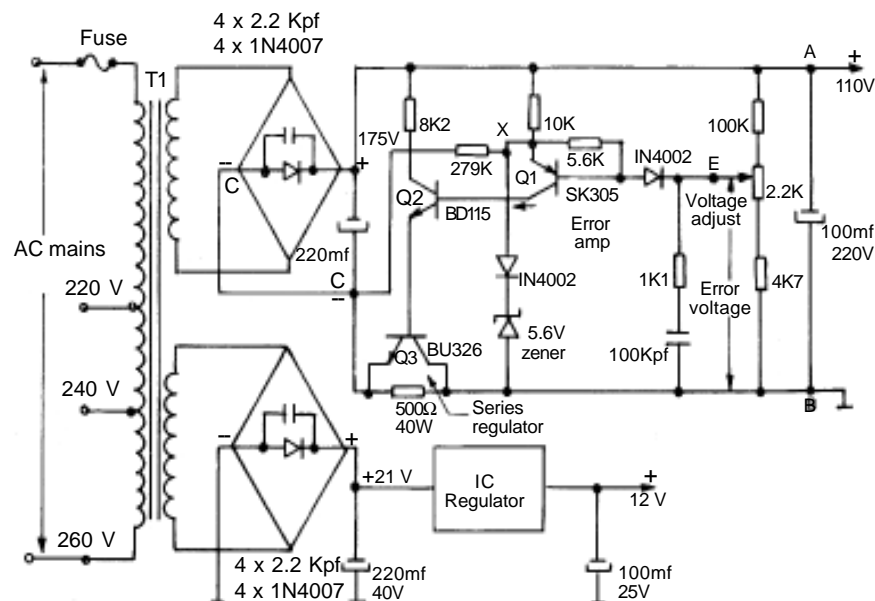 4 x 2.2 Kpf
4 x 1N4007
Fuse
T1
A
+
110V
8K2
10K
100K
X
175V
+
--
C
279K
5.6K
Q1
IN4002
E
2.2K
Q2
BD115
SK305
Error
amp
Voltage
adjust
100mf
220V
AC mains
220mf
C
--
IN4002
1K1
Error
voltage
4K7
220 V
5.6V
zener
100Kpf
BU326
Q3
500Ω
40W
Series
regulator
B
240 V
–
+
+21 V
IC
Regulator
+
12 V
260 V
4 x 2.2 Kpf
4 x 1N4007
220mf
40V
100mf
25V